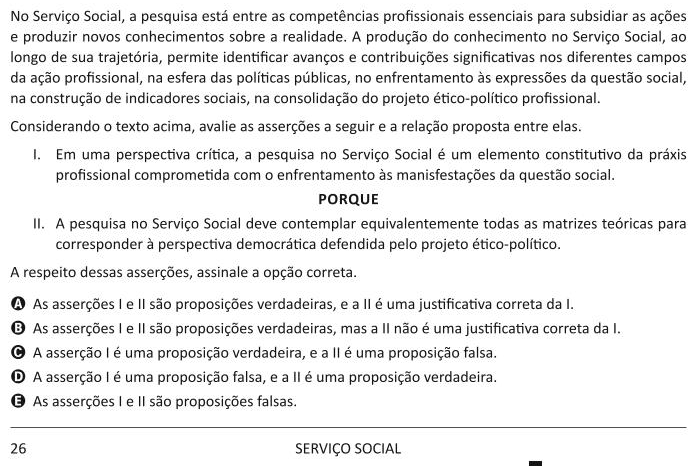 No Serviço Social, a pesquisa está entre as competências profissionais essenciais para subsidiar as ações
e produzir novos conhecimentos sobre a realidade. A produção do conhecimento no Serviço Social, ao
longo de sua trajetória, permite identificar avanços e contribuições significativas nos diferentes campos
da ação profissional, na esfera das políticas públicas, no enfrentamento às expressões da questão social,
na construção de indicadores sociais, na consolidação do projeto ético-político profissional.
Considerando o texto acima, avalie as asserções a seguir e a relação proposta entre elas.
I. Em uma perspectiva crítica, a pesquisa no Serviço Social é um elemento constitutivo da práxis
profissional comprometida com o enfrentamento às manisfestações da questão social.
PORQUE
II. A pesquisa no Serviço Social deve contemplar equivalentemente todas as matrizes teóricas para
corresponder à perspectiva democrática defendida pelo projeto ético-político.
A respeito dessas asserções, assinale a opção correta.
A As asserções I e II são proposições verdadeiras, e a II é uma justificativa correta da I.
B As asserções I e II são proposições verdadeiras, mas a II não é uma justificativa correta da I.
C A asserção I é uma proposição verdadeira, e a II é uma proposição falsa.
D A asserção I é uma proposição falsa, e a II é uma proposição verdadeira.
E As asserções I e II são proposições falsas.
26 SERVIÇO SOCIAL